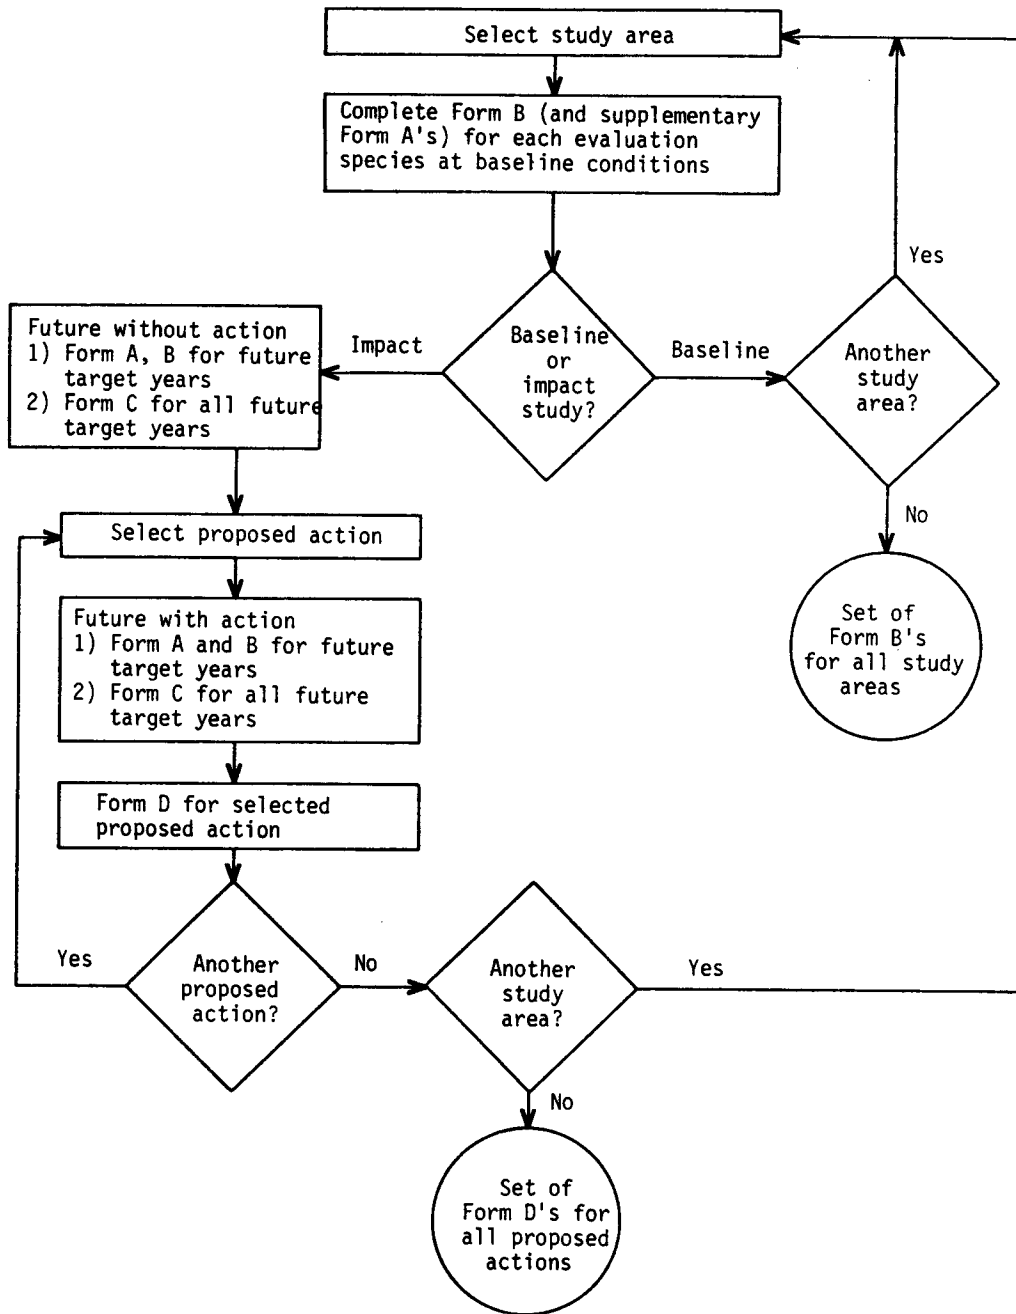 Select study area
Complete Form B (and supplementary
Form A's) for each evaluation
species at baseline conditions
Yes
Future without action
1) Form A, B for future
target years
2) Form C for all future
target years
Impact
Baseline
or
impact
study?
Baseline
Another
study
area?
No
Select proposed action
Set of
Form B's
for all study
areas
Future with action
1) Form A and B for future
target years
2) Form C for all future
target years
Form D for selected
proposed action
Yes
Another
proposed
action?
No
Another
study
area?
Yes
No
Set of
Form D's for
all proposed
actions